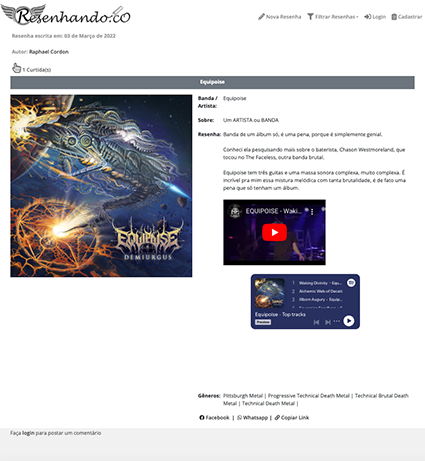 Resenhando.co
Nova Resenha Filtrar Resenhas Login Cadastrar
Resenha escrita em: 03 de Março de 2022
Autor: Raphael Cordon
1 Curtida(s)
Equipoise
EQUIPOISE
DEMIURGUS
Banda / Artista: Equipoise
Sobre: Um ARTISTA ou BANDA
Resenha: Banda de um álbum só, é uma pena, porque é simplemente genial.
Conheci ela pesquisando mais sobre o baterista, Chason Westmoreland, que
tocou no The Faceless, outra banda brutal.
Equipoise tem três guitas e uma massa sonora complexa, muito complexa. É
incrível pra mim essa mistura melódica com tanta brutalidade, é de fato uma
pena que só tenham um álbum.
EQUIPOISE - Waki...
1 Waking Divinity - Equ...
2 Alchemic Web of Deceit
3 Illborn Augury - Equip...
Equipoise - Top tracks
Preview
Gêneros: Pittsburgh Metal | Progressive Technical Death Metal | Technical Brutal Death
Metal | Technical Death Metal |
Facebook | Whatsapp | Copiar Link
Faça login para postar um comentário